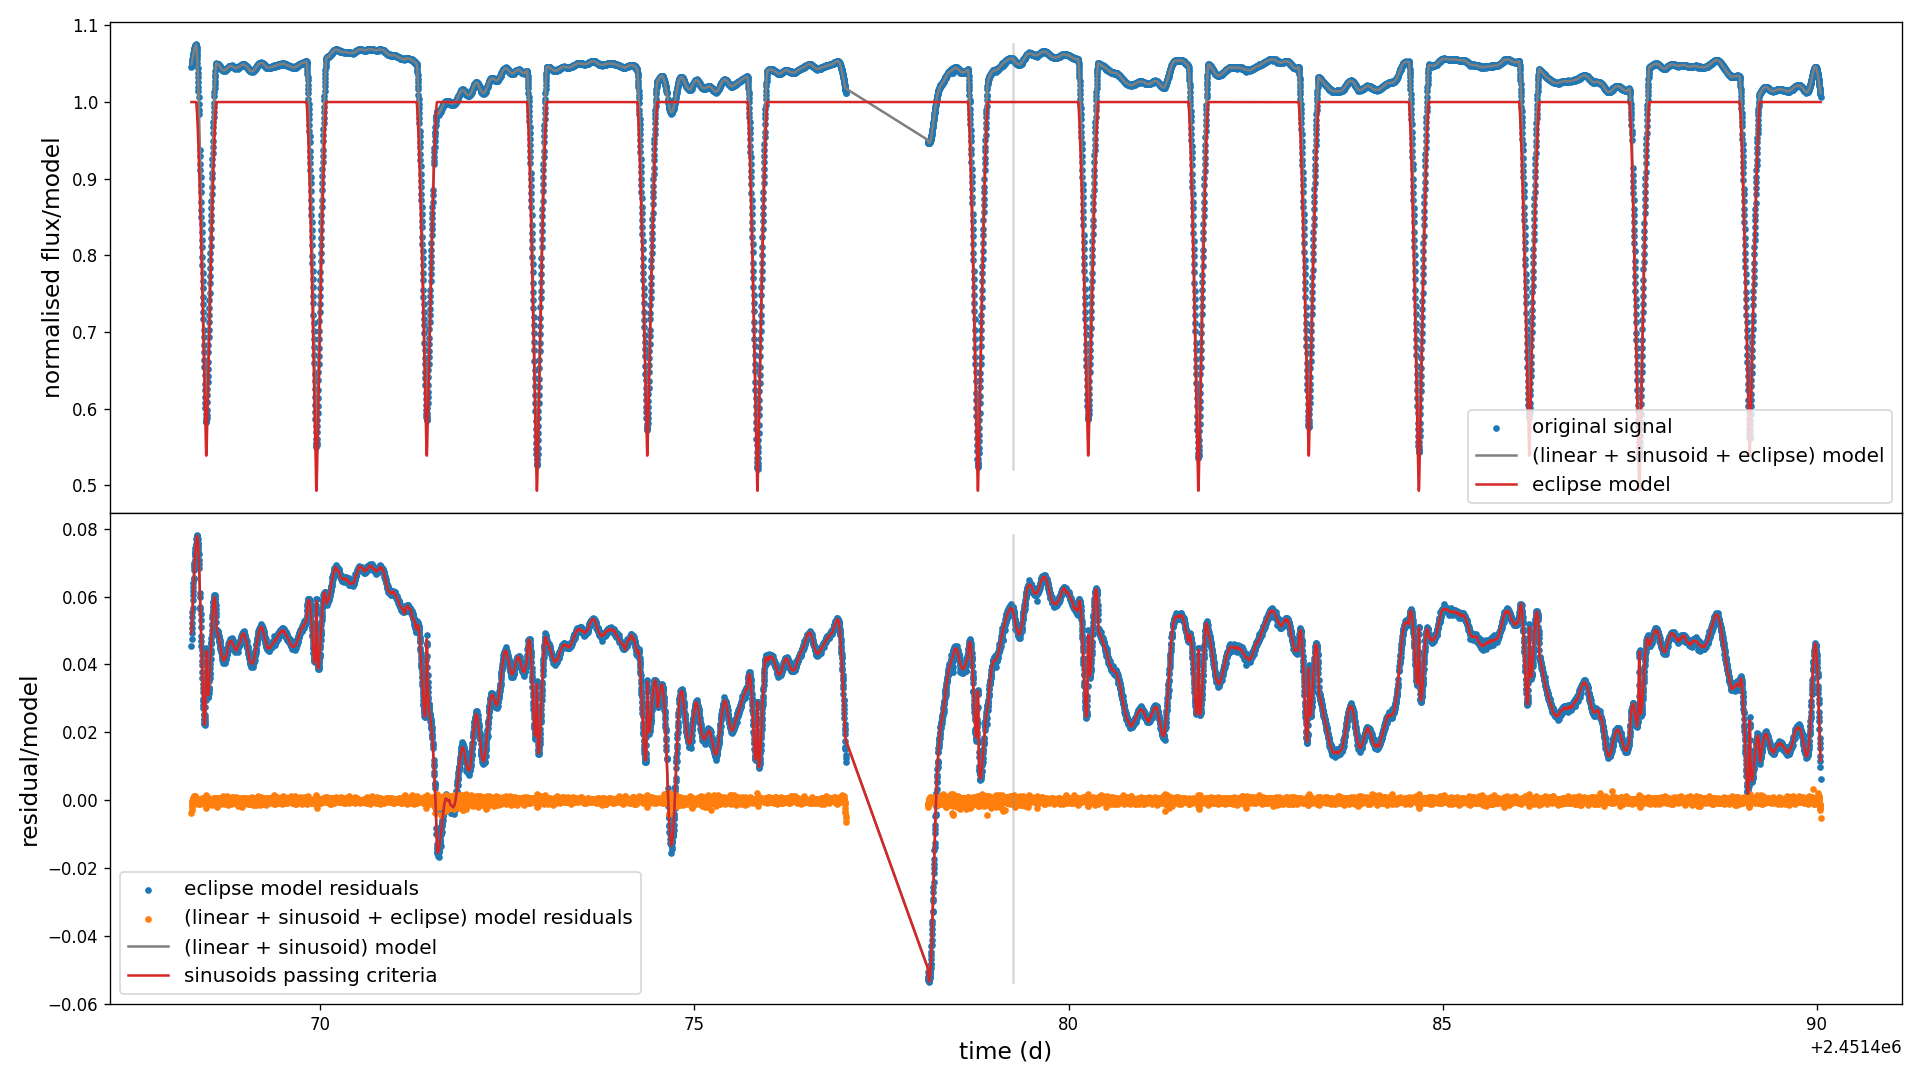 1.1
1.0
0.9
0.8
0.7
0.6
0.5
normalised flux/model
original signal
(linear + sinusoid + eclipse) model
eclipse model
0.08
0.06
0.04
0.02
0.00
−0.02
−0.04
−0.06
residual/model
eclipse model residuals
(linear + sinusoid + eclipse) model residuals
(linear + sinusoid) model
sinusoids passing criteria
70
75
80
85
90
time (d)
+2.4514e6